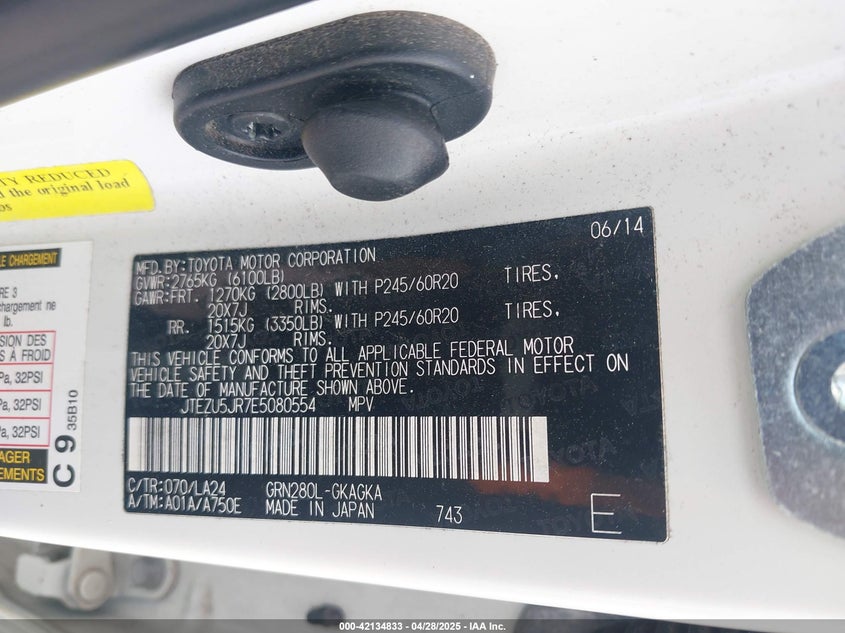 TY REDUCED
d the original load
os
LE CHARGEMENT
RE 3
chargement ne
lb.
SION DES
S À FROID
Pa, 32PSI
Pa, 32PSI
Pa, 32PSI
AGER
EMENTS
C 9 35B10
06/14
MFD.BY:TOYOTA MOTOR CORPORATION
GVWR:2765KG (6100LB)
GAWR:FRT. 1270KG (2800LB) WITH P245/60R20 TIRES,
20X7J RIMS.
RR. 1515KG (3350LB) WITH P245/60R20 TIRES,
20X7J RIMS.
THIS VEHICLE CONFORMS TO ALL APPLICABLE FEDERAL MOTOR
VEHICLE SAFETY AND THEFT PREVENTION STANDARDS IN EFFECT ON
THE DATE OF MANUFACTURE SHOWN ABOVE.
JTEZU5JR7E5080554 MPV
C/TR:070/LA24 GRN280L-GKAGKA
A/TM:A01A/A750E MADE IN JAPAN 743
E
000-42134833 - 04/28/2025 - IAA Inc.